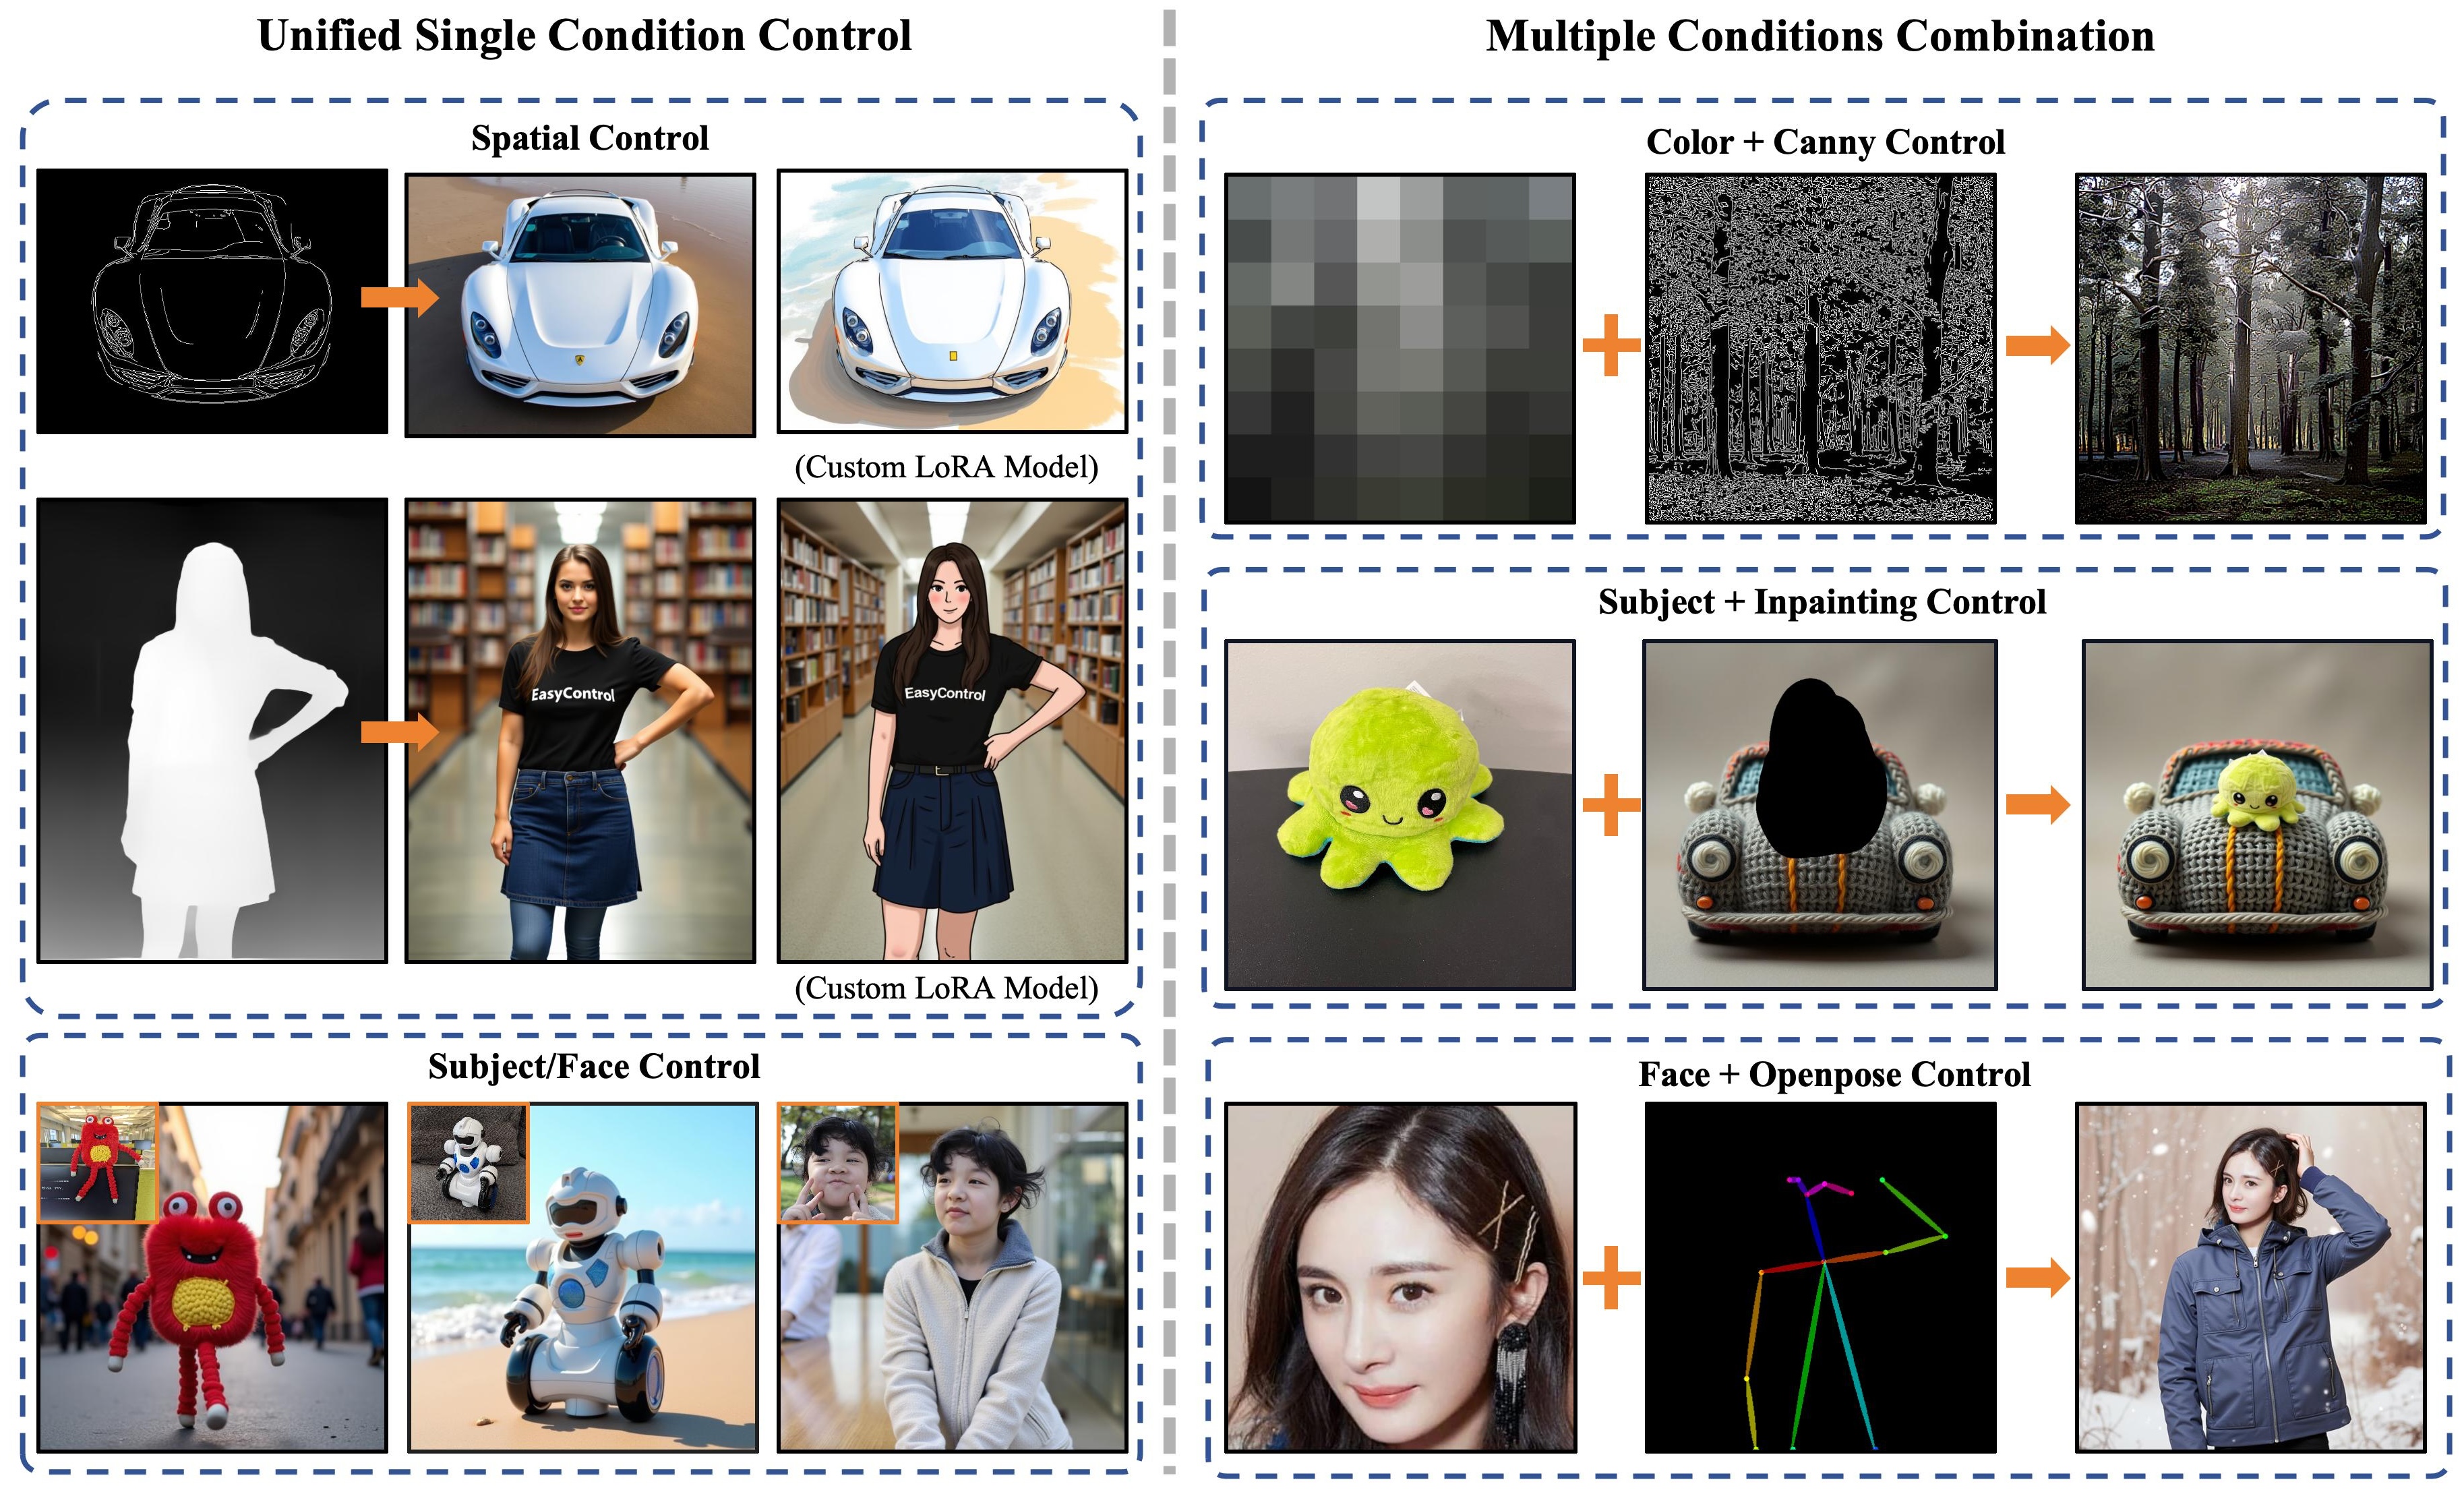 Unified Single Condition Control
Spatial Control
(Custom LoRA Model)
EasyControl
EasyControl
(Custom LoRA Model)
Subject/Face Control
Multiple Conditions Combination
Color + Canny Control
Subject + Inpainting Control
Face + Openpose Control